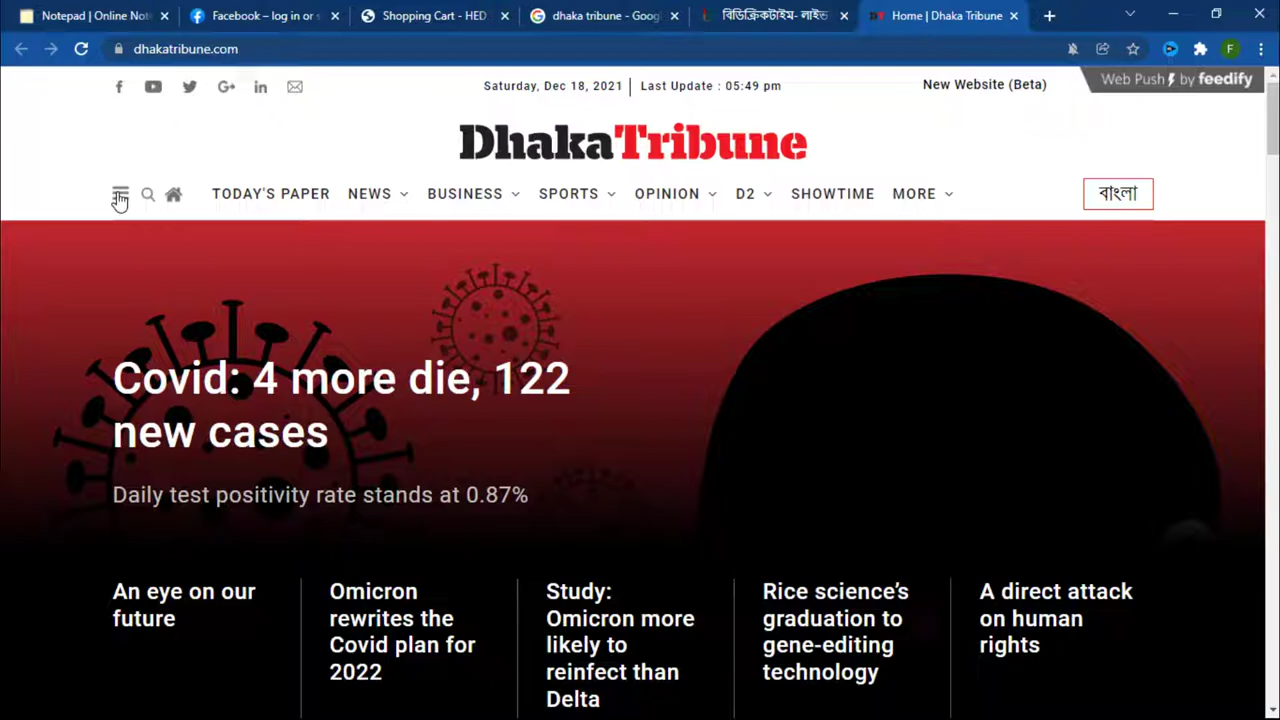 Notepad | Online Not
Facebook – log in or s
Shopping Cart - HED
dhaka tribune - Goog
বিডিক্রিকটাইম- লাইভ
Home | Dhaka Tribune
dhakatribune.com
F
Saturday, Dec 18, 2021 | Last Update : 05:49 pm
New Website (Beta)
Web Push by feedify
DhakaTribune
TODAY'S PAPER NEWS BUSINESS SPORTS OPINION D2 SHOWTIME MORE
বাংলা
Covid: 4 more die, 122
new cases
Daily test positivity rate stands at 0.87%
An eye on our
future
Omicron
rewrites the
Covid plan for
2022
Study:
Omicron more
likely to
reinfect than
Delta
Rice science’s
graduation to
gene-editing
technology
A direct attack
on human
rights